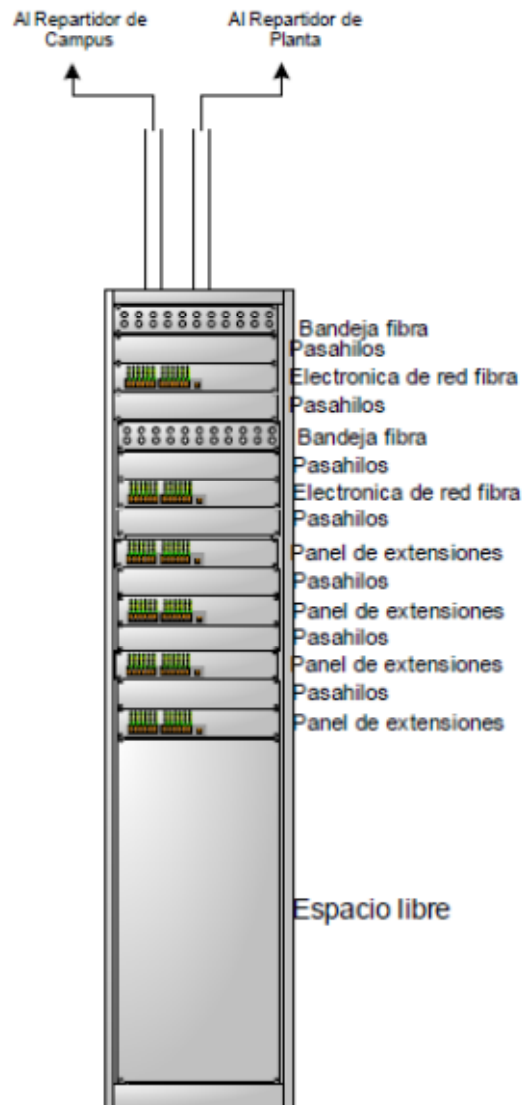 Al Repartidor de
Campus
Al Repartidor de
Planta
Bandeja fibra
Pasahilos
Electronica de red fibra
Pasahilos
Bandeja fibra
Pasahilos
Electronica de red fibra
Pasahilos
Panel de extensiones
Pasahilos
Panel de extensiones
Pasahilos
Panel de extensiones
Pasahilos
Panel de extensiones
Espacio libre